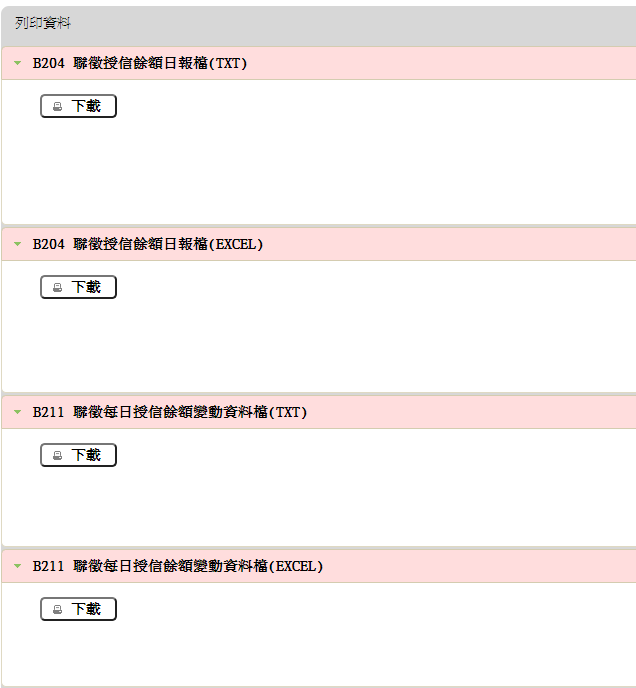 列印資料
B204 聯徵授信餘額日報檔(TXT)
下載
B204 聯徵授信餘額日報檔(EXCEL)
下載
B211 聯徵每日授信餘額變動資料檔(TXT)
下載
B211 聯徵每日授信餘額變動資料檔(EXCEL)
下載